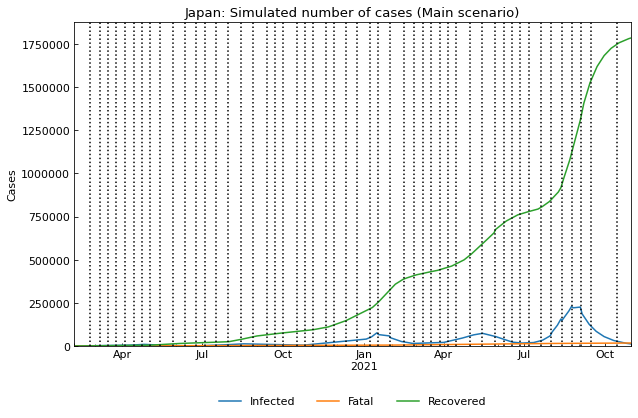 Japan: Simulated number of cases (Main scenario)
1750000
1500000
1250000
1000000
750000
500000
250000
0
Cases
Apr Jul Oct Jan Apr Jul Oct
2021
Infected Fatal Recovered